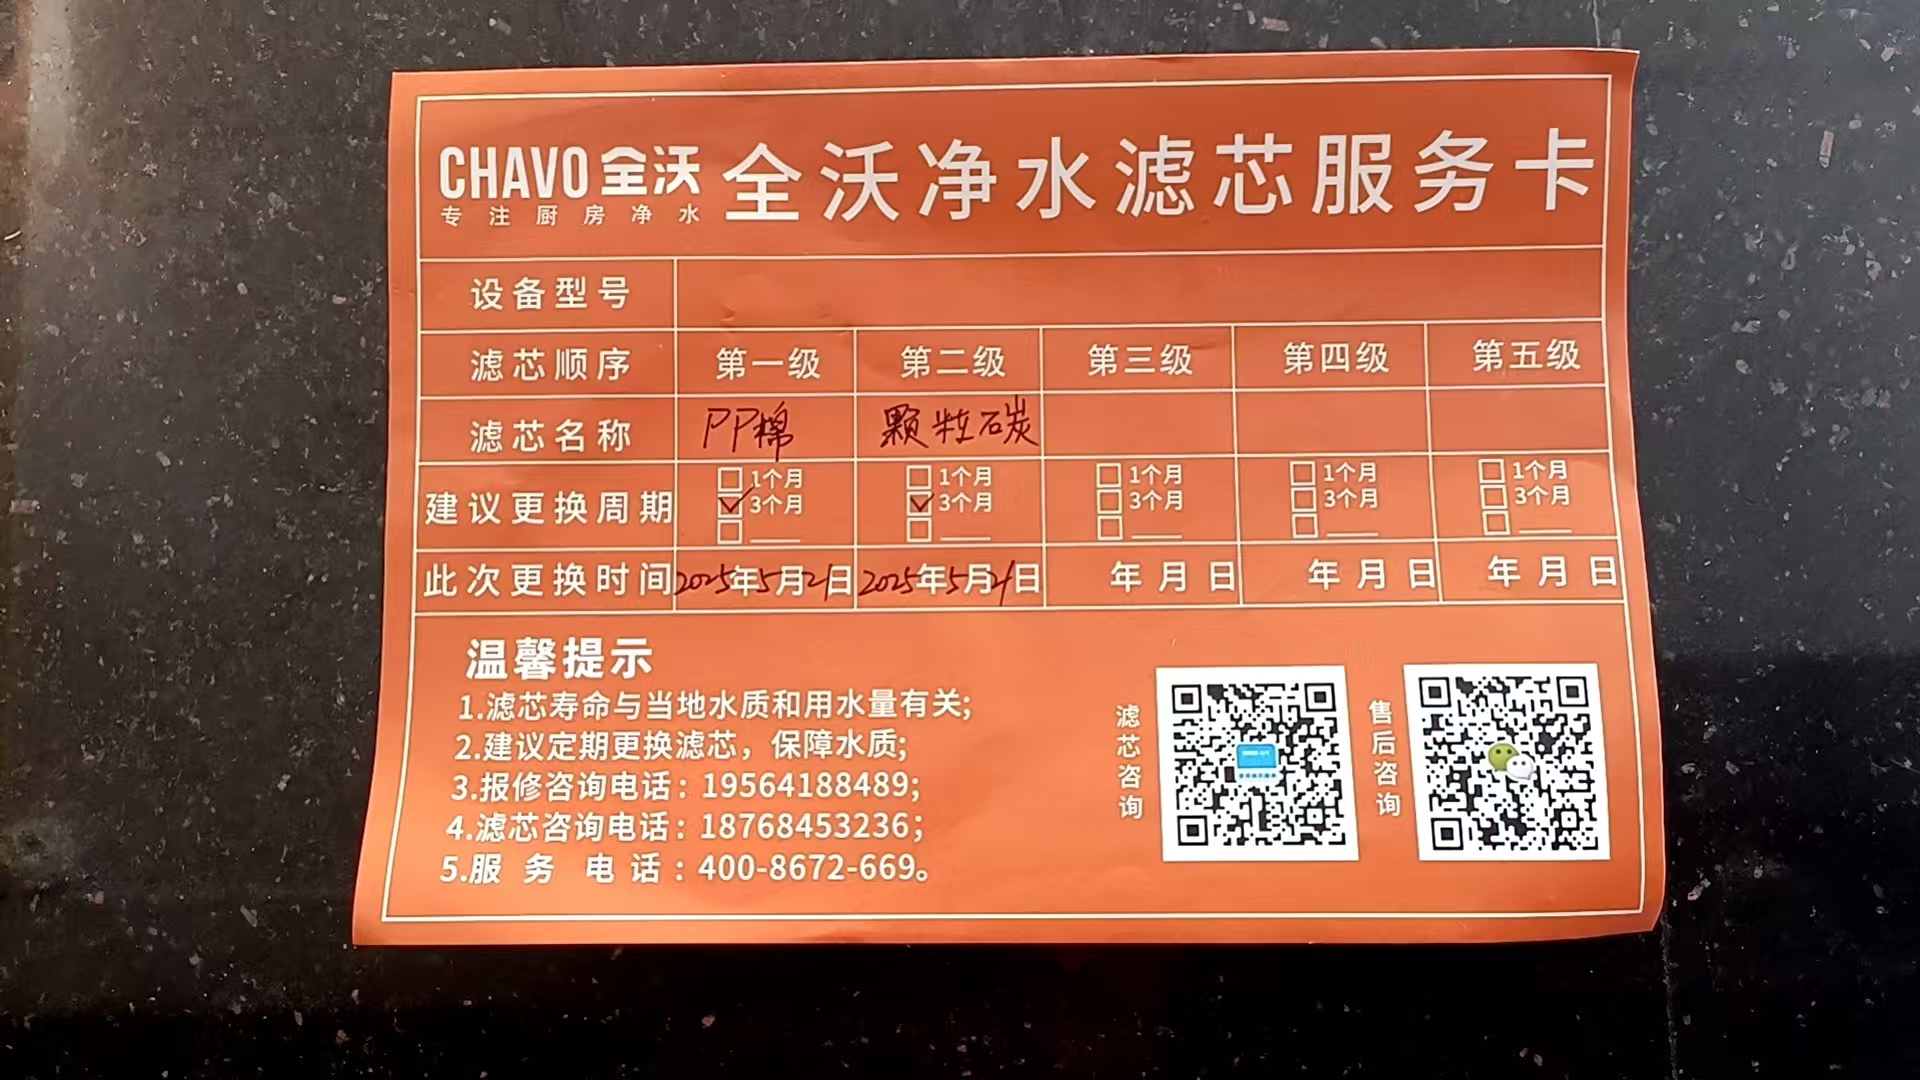 CHAVO全沃 全沃净水滤芯服务卡
专注厨房净水
设备型号
滤芯顺序 第一级 第二级 第三级 第四级 第五级
滤芯名称 PP棉 颗粒碳
建议更换周期 1个月 1个月 1个月 1个月 1个月
3个月 3个月 3个月 3个月 3个月
此次更换时间 2025年5月21日 2025年5月21日 年月日 年月日 年月日
温馨提示
1.滤芯寿命与当地水质和用水量有关;
2.建议定期更换滤芯，保障水质;
3.报修咨询电话：19564188489;
4.滤芯咨询电话：18768453236;
5.服务电话：400-8672-669。
滤芯咨询
售后咨询